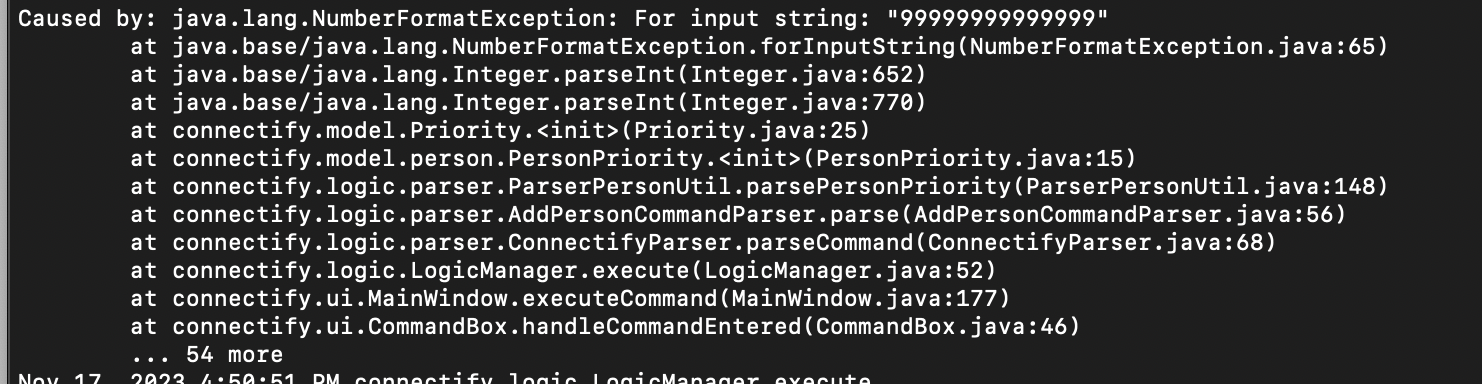 Caused by: java.lang.NumberFormatException: For input string: "99999999999999"
at java.base/java.lang.NumberFormatException.forInputString(NumberFormatException.java:65)
at java.base/java.lang.Integer.parseInt(Integer.java:652)
at java.base/java.lang.Integer.parseInt(Integer.java:770)
at connectify.model.Priority.<init>(Priority.java:25)
at connectify.model.person.PersonPriority.<init>(PersonPriority.java:15)
at connectify.logic.parser.ParserPersonUtil.parsePersonPriority(ParserPersonUtil.java:148)
at connectify.logic.parser.AddPersonCommandParser.parse(AddPersonCommandParser.java:56)
at connectify.logic.parser.ConnectifyParser.parseCommand(ConnectifyParser.java:68)
at connectify.logic.LogicManager.execute(LogicManager.java:52)
at connectify.ui.MainWindow.executeCommand(MainWindow.java:177)
at connectify.ui.CommandBox.handleCommandEntered(CommandBox.java:46)
... 54 more
Nov 17, 2023 4:50:51 PM connectify.logic.LogicManager execute